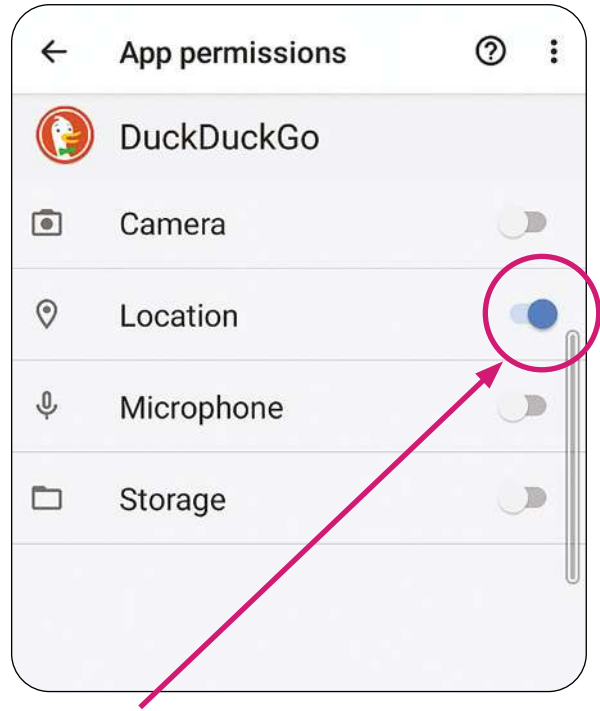 App permissions
DuckDuckGo
Camera
Location
Microphone
Storage